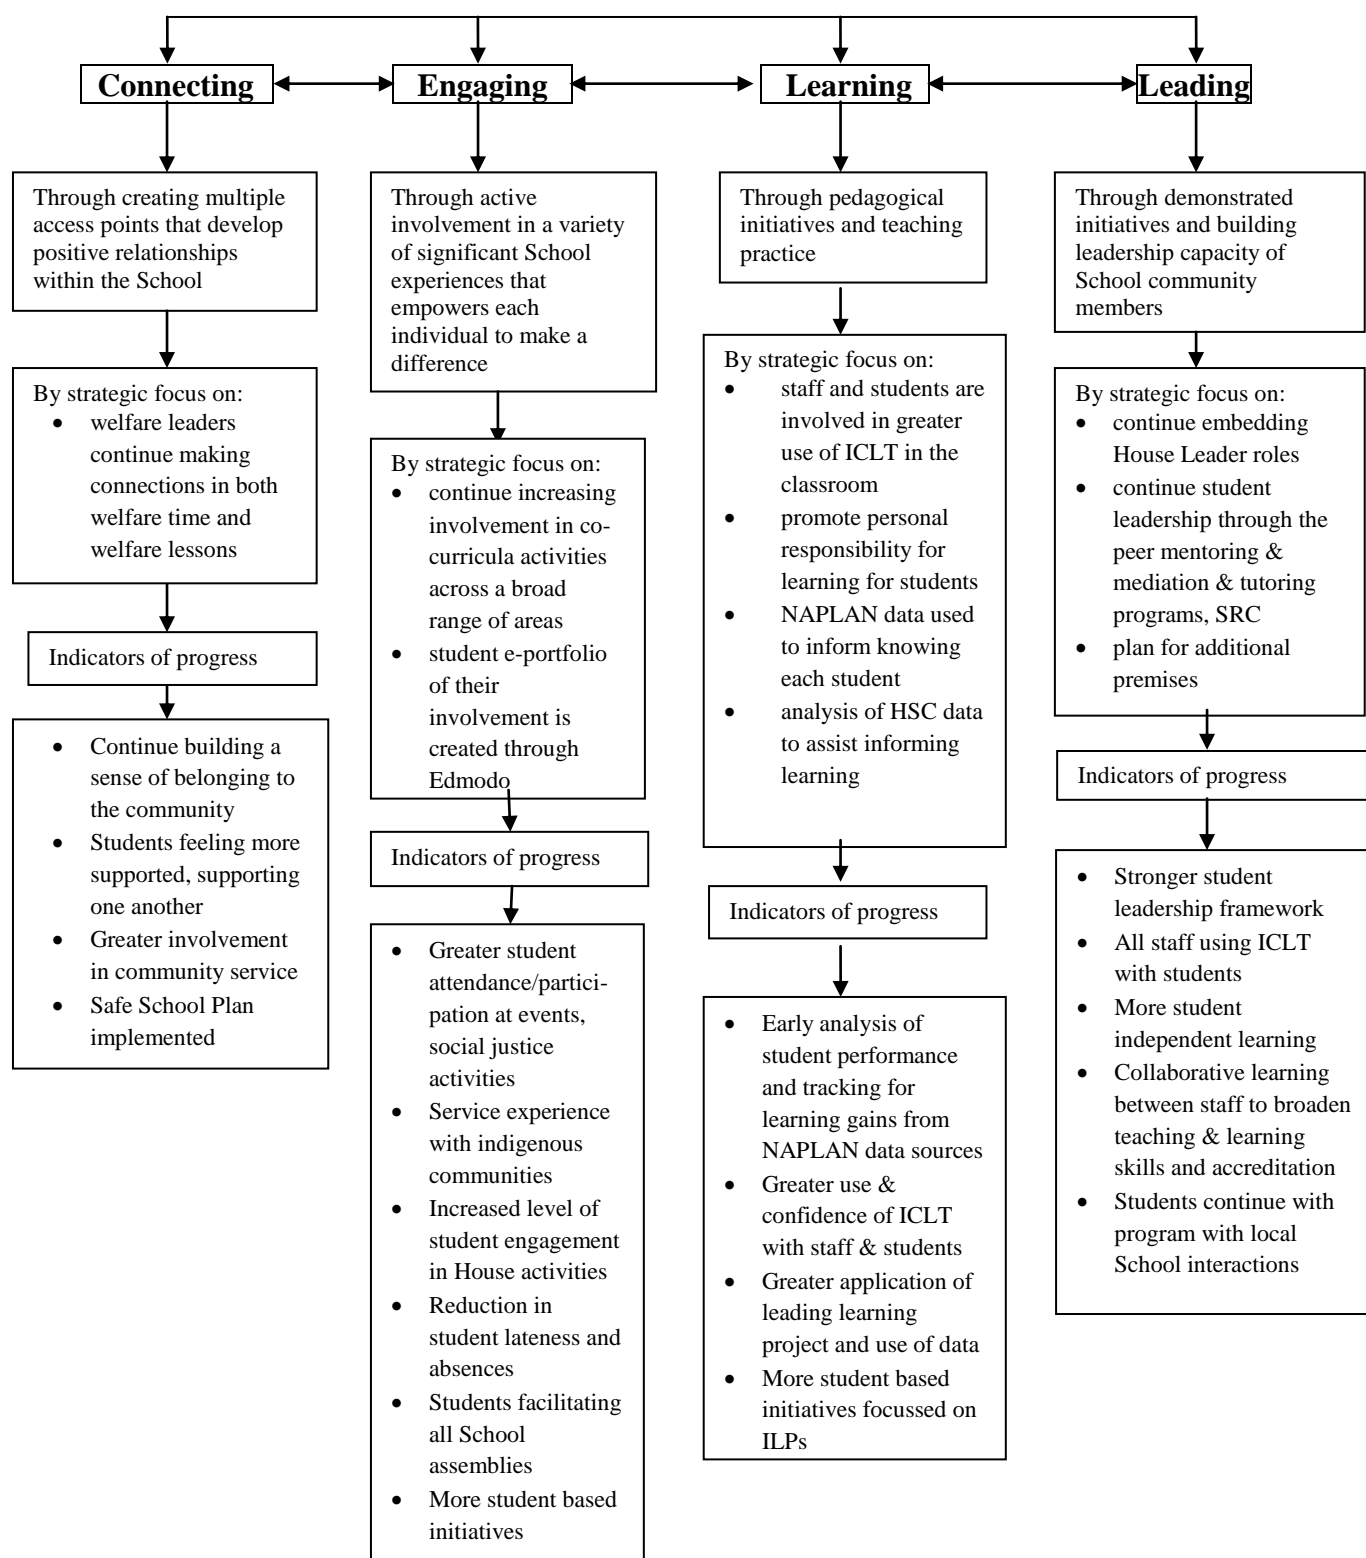 Connecting
Engaging
Learning
Leading
Through creating multiple
access points that develop
positive relationships
within the School
By strategic focus on:
• welfare leaders
continue making
connections in both
welfare time and
welfare lessons
Indicators of progress
• Continue building a
sense of belonging to
the community
• Students feeling more
supported, supporting
one another
• Greater involvement
in community service
• Safe School Plan
implemented
Through active
involvement in a variety
of significant School
experiences that
empowers each
individual to make a
difference
By strategic focus on:
• continue increasing
involvement in co-
curricula activities
across a broad
range of areas
• student e-portfolio
of their
involvement is
created through
Edmodo
Indicators of progress
• Greater student
attendance/partici-
pation at events,
social justice
activities
• Service experience
with indigenous
communities
• Increased level of
student engagement
in House activities
• Reduction in
student lateness and
absences
• Students facilitating
all School
assemblies
• More student based
initiatives
Through pedagogical
initiatives and teaching
practice
By strategic focus on:
• staff and students are
involved in greater
use of ICLT in the
classroom
• promote personal
responsibility for
learning for students
• NAPLAN data used
to inform knowing
each student
• analysis of HSC data
to assist informing
learning
Indicators of progress
• Early analysis of
student performance
and tracking for
learning gains from
NAPLAN data sources
• Greater use &
confidence of ICLT
with staff & students
• Greater application of
leading learning
project and use of data
• More student based
initiatives focussed on
ILPs
Through demonstrated
initiatives and building
leadership capacity of
School community
members
By strategic focus on:
• continue embedding
House Leader roles
• continue student
leadership through the
peer mentoring &
mediation & tutoring
programs, SRC
• plan for additional
premises
Indicators of progress
• Stronger student
leadership framework
• All staff using ICLT
with students
• More student
independent learning
• Collaborative learning
between staff to broaden
teaching & learning
skills and accreditation
• Students continue with
program with local
School interactions